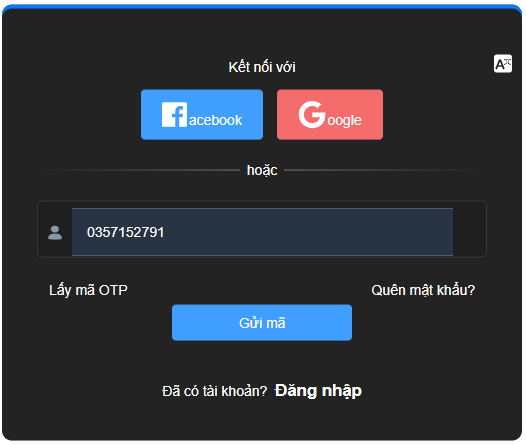 Kết nối với
facebook Google
hoặc
0357152791
Lấy mã OTP Quên mật khẩu?
Gửi mã
Đã có tài khoản? Đăng nhập